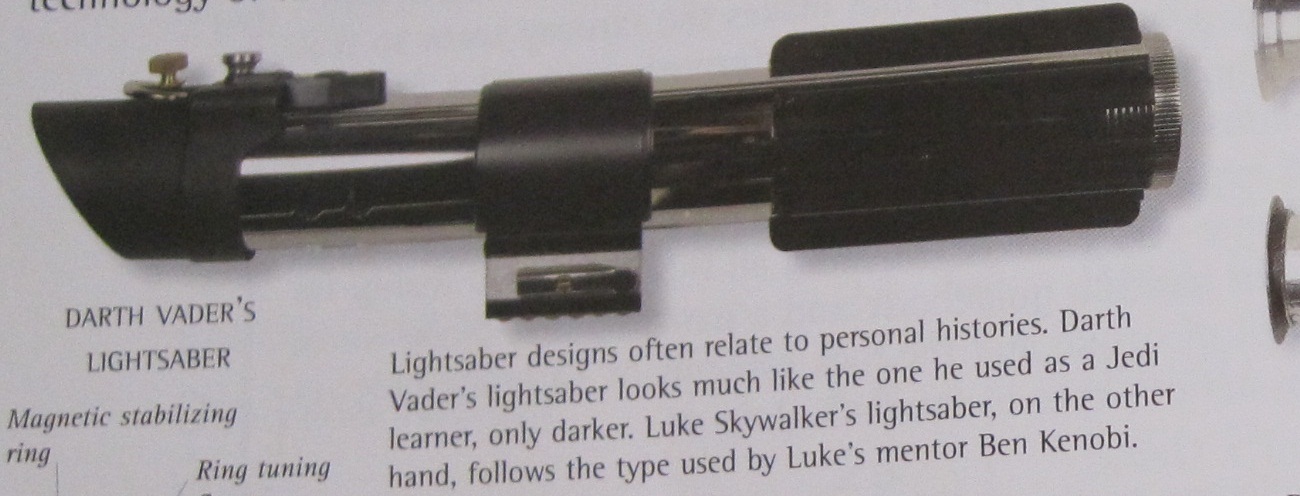 DARTH VADER'S
LIGHTSABER
Lightsaber designs often relate to personal histories. Darth
Vader's lightsaber looks much like the one he used as a Jedi
learner, only darker. Luke Skywalker's lightsaber, on the other
hand, follows the type used by Luke's mentor Ben Kenobi.
Magnetic stabilizing
ring
Ring tuning